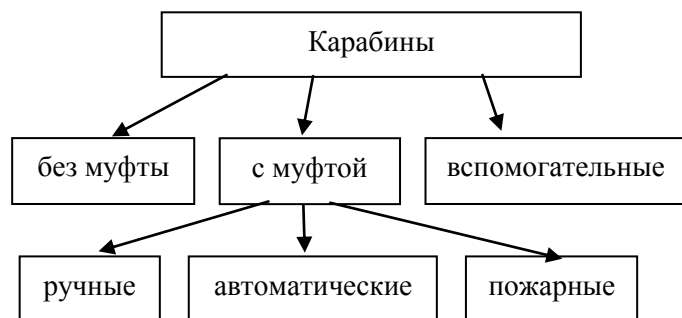 Карабины
без муфты
с муфтой
вспомогательные
ручные
автоматические
пожарные